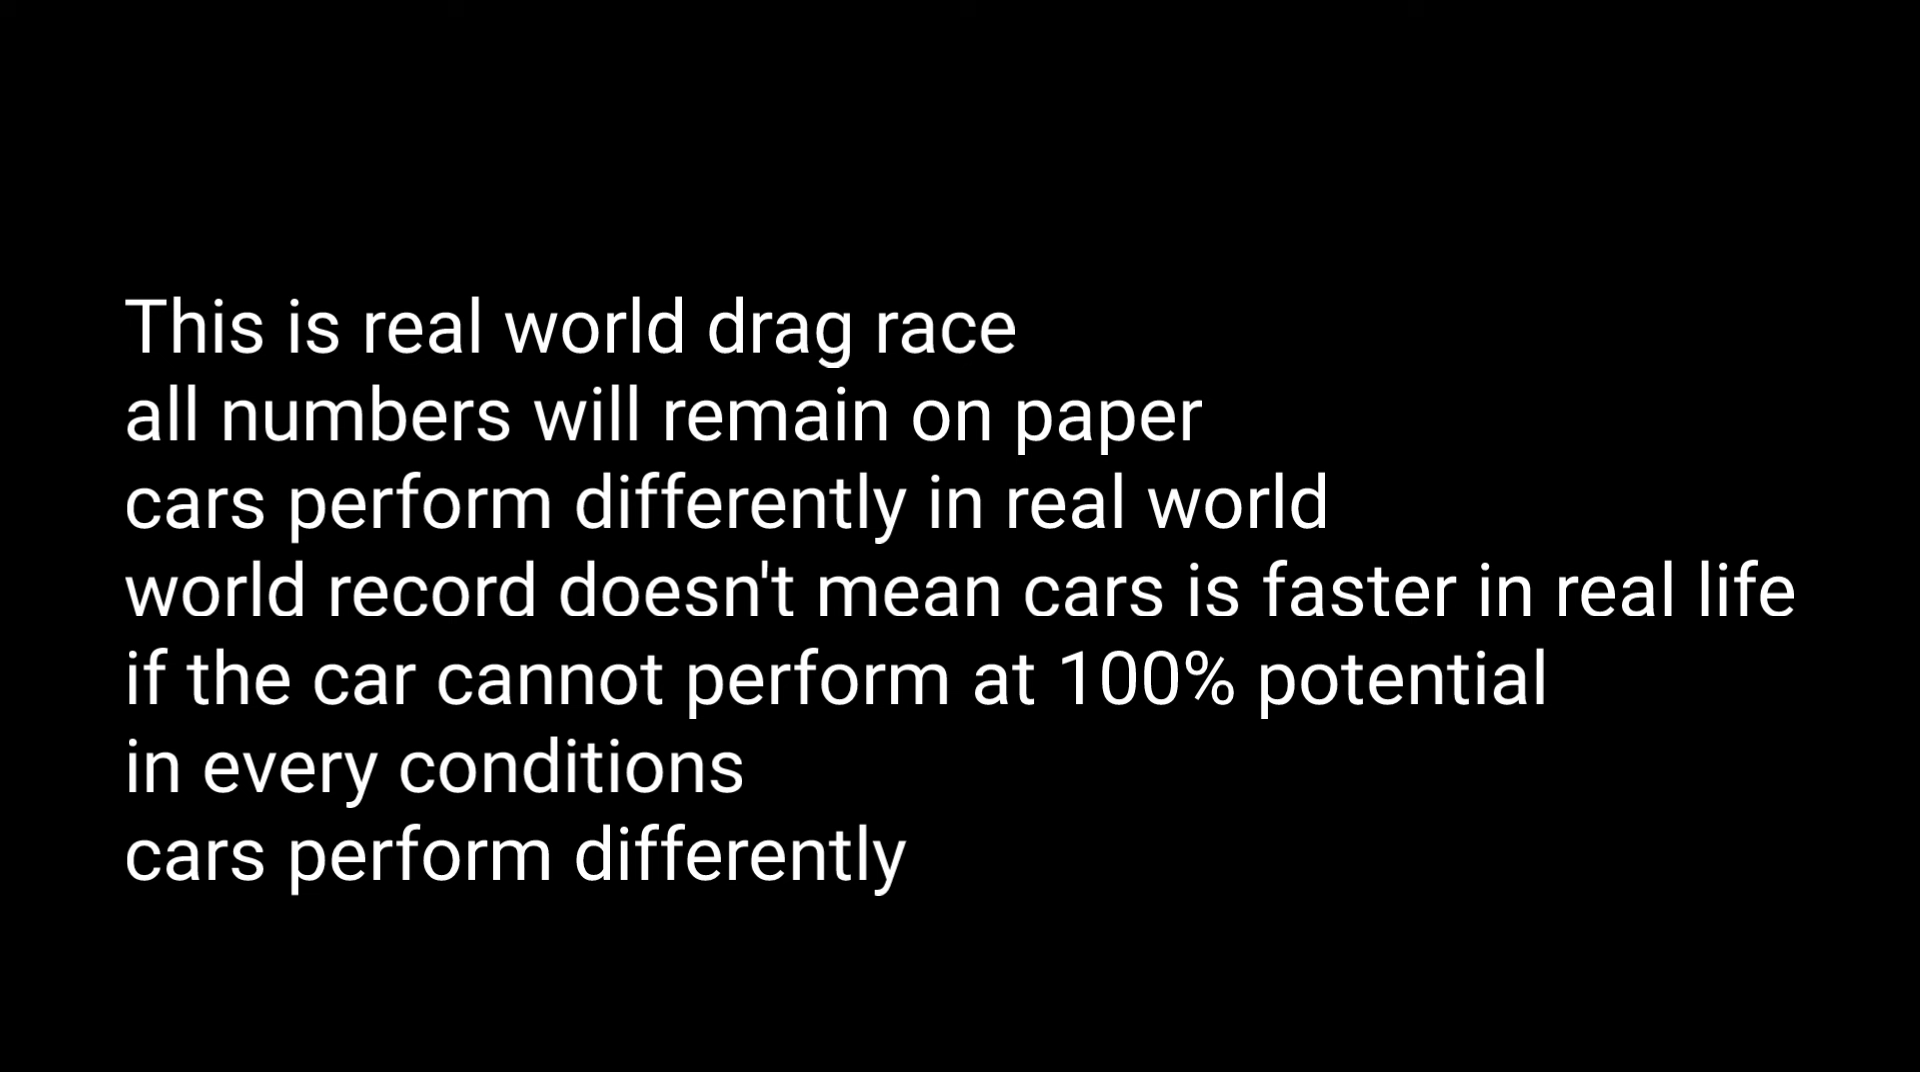 This is real world drag race
all numbers will remain on paper
cars perform differently in real world
world record doesn't mean cars is faster in real life
if the car cannot perform at 100% potential
in every conditions
cars perform differently